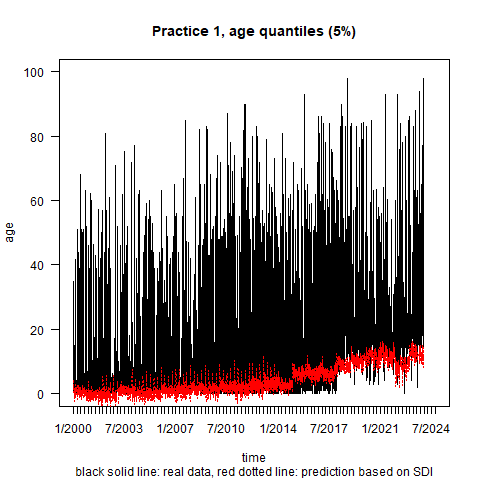 Practice 1, age quantiles (5%)
age
100
80
60
40
20
0
1/2000 7/2003 1/2007 7/2010 1/2014 7/2017 1/2021 7/2024
time
black solid line: real data, red dotted line: prediction based on SDI